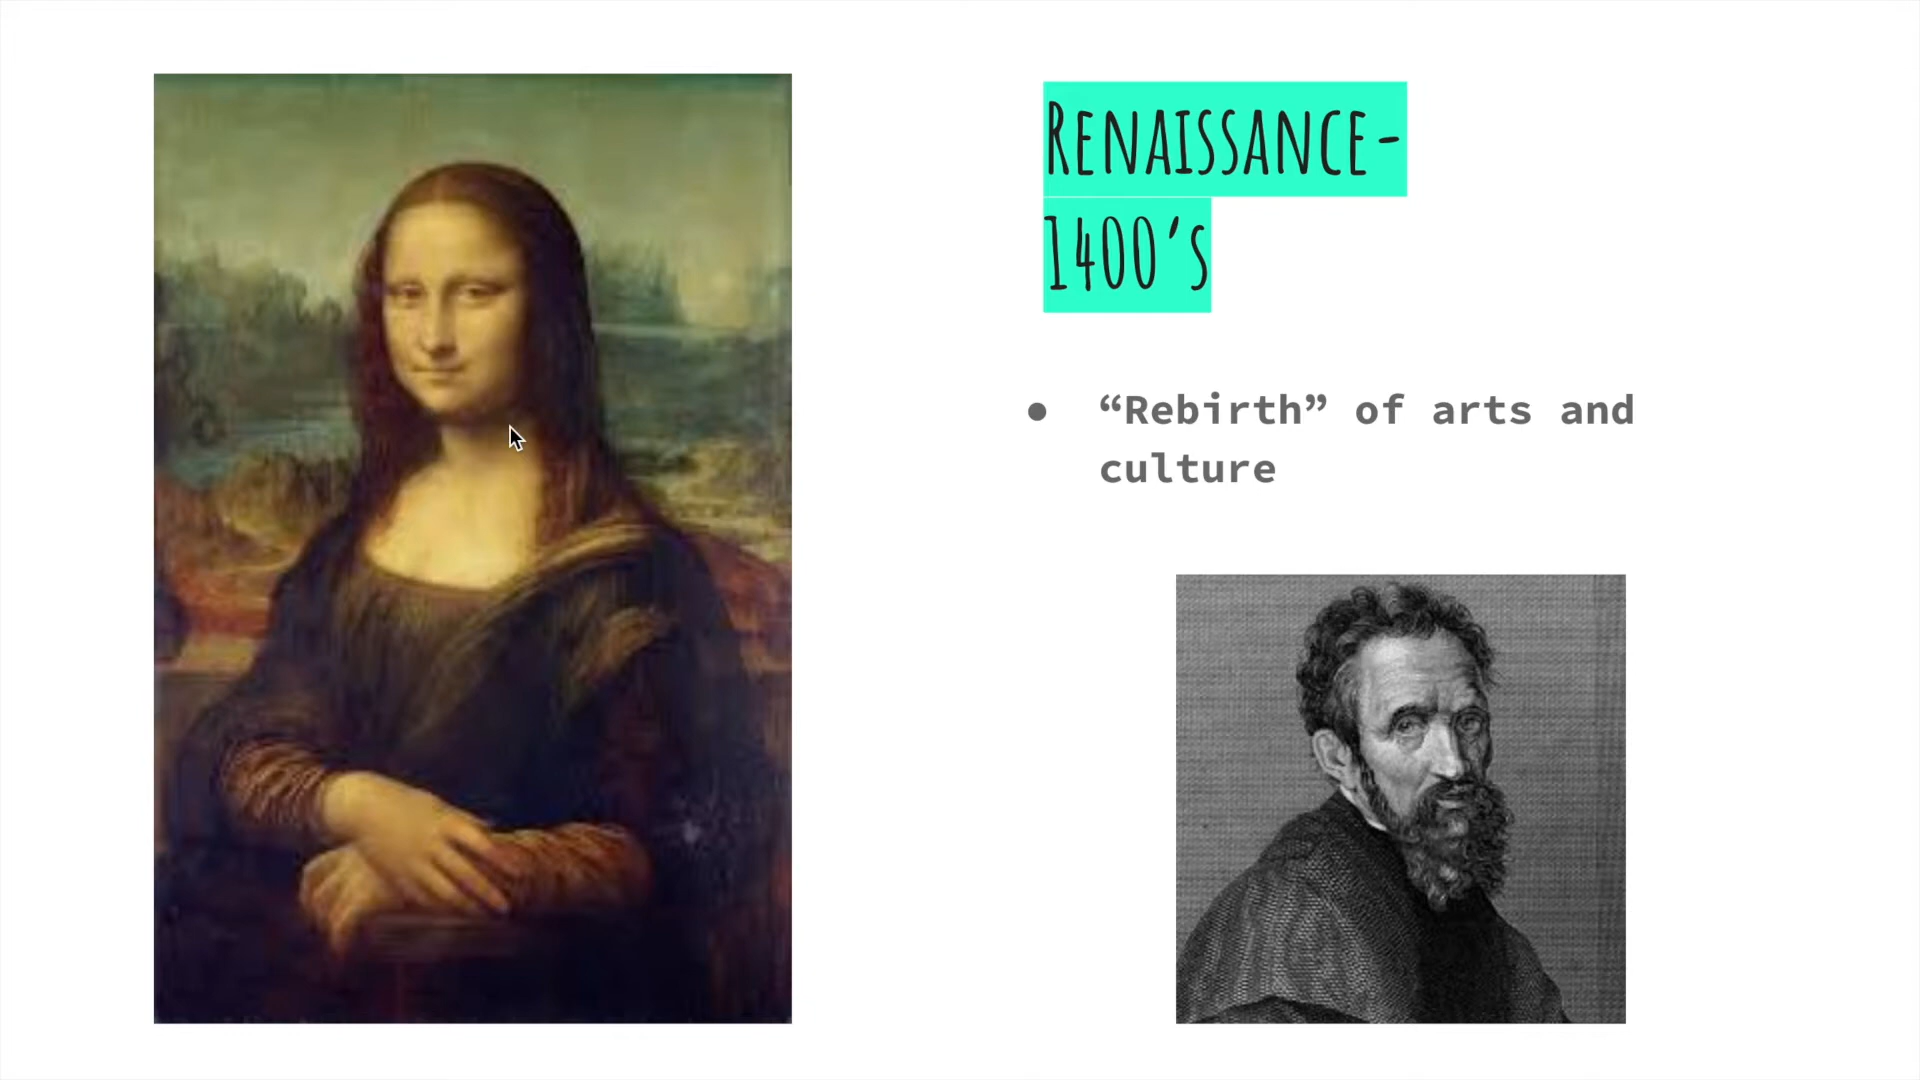 RENAISSANCE-
1400’S
● “Rebirth” of arts and
culture